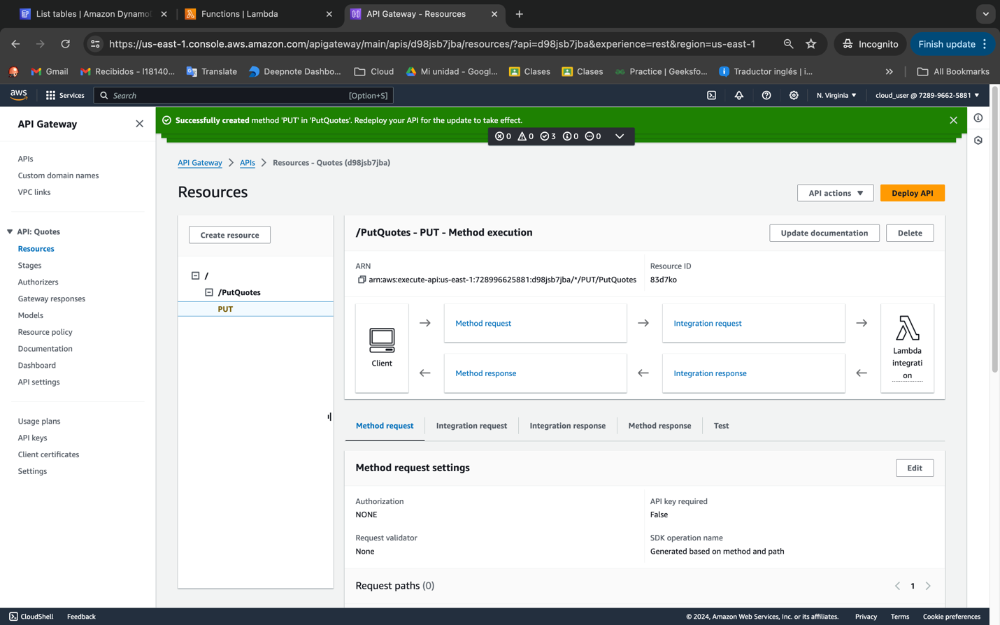 List tables | Amazon Dynamo
Functions | Lambda
API Gateway - Resources
https://us-east-1.console.aws.amazon.com/apigateway/main/apis/d98jsb7jba/resources/?api=d98jsb7jba&experience=rest&region=us-east-1
Incognito
Finish update
Gmail
Recibidos - l18140...
Translate
Deepnote Dashbo...
Cloud
Mi unidad - Googl...
Clases
Clases
Practice | Geeksfo...
Traductor inglés | i...
All Bookmarks
aws
Services
Search
[Option+S]
N. Virginia
cloud_user @ 7289-9662-5881
API Gateway
Successfully created method 'PUT' in 'PutQuotes'. Redeploy your API for the update to take effect.
0 0 3 0 0
APIs
Custom domain names
VPC links
API: Quotes
Resources
Stages
Authorizers
Gateway responses
Models
Resource policy
Documentation
Dashboard
API settings
Usage plans
API keys
Client certificates
Settings
API Gateway
APIs
Resources - Quotes (d98jsb7jba)
Resources
API actions
Deploy API
Create resource
/
/PutQuotes
PUT
/PutQuotes - PUT - Method execution
Update documentation
Delete
ARN
arn:aws:execute-api:us-east-1:728996625881:d98jsb7jba/*/PUT/PutQuotes
Resource ID
83d7ko
Client
Method request
Integration request
Method response
Integration response
Lambda
integrati
on
Method request
Integration request
Integration response
Method response
Test
Method request settings
Edit
Authorization
NONE
API key required
False
Request validator
None
SDK operation name
Generated based on method and path
Request paths (0)
1
CloudShell
Feedback
© 2024, Amazon Web Services, Inc. or its affiliates.
Privacy
Terms
Cookie preferences